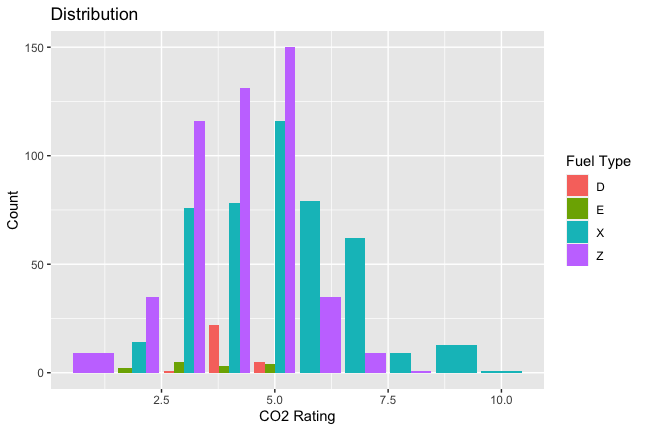 Distribution
150
100
50
0
Count
2.5
5.0
7.5
10.0
CO2 Rating
Fuel Type
D
E
X
Z